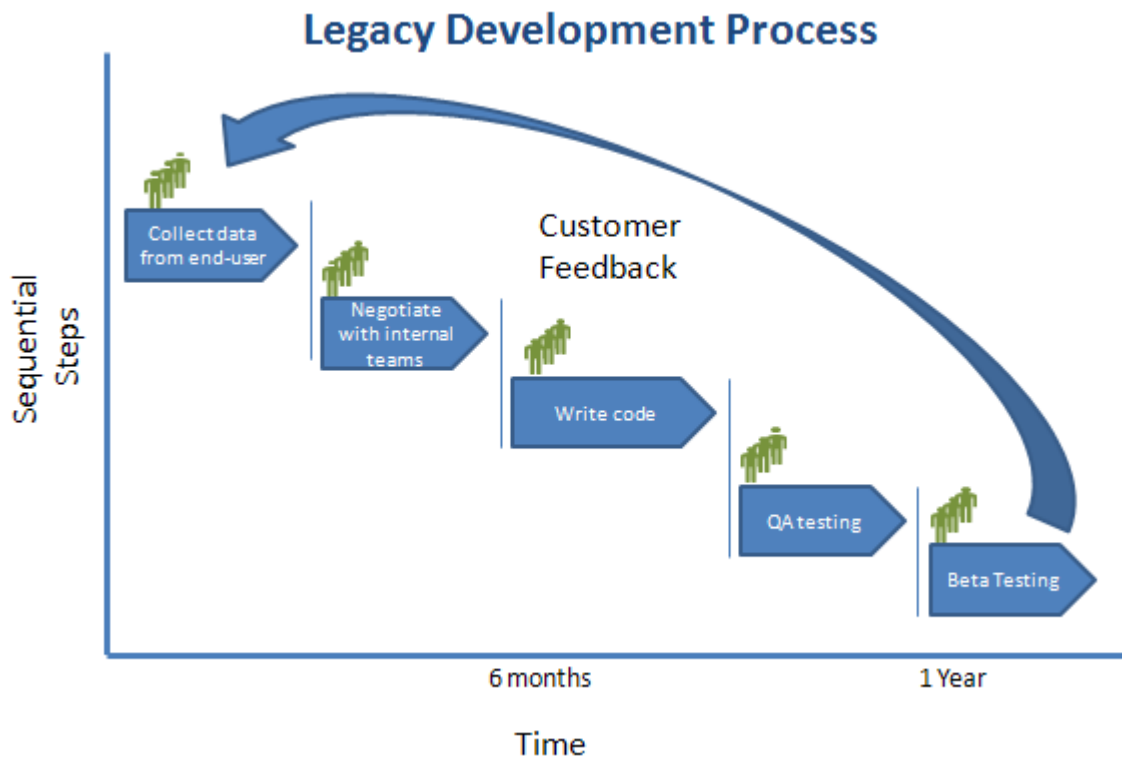 Legacy Development Process
Collect data
from end-user
Customer
Feedback
Negotiate
with internal
teams
Write code
QA testing
Beta Testing
Sequential
Steps
6 months
1 Year
Time